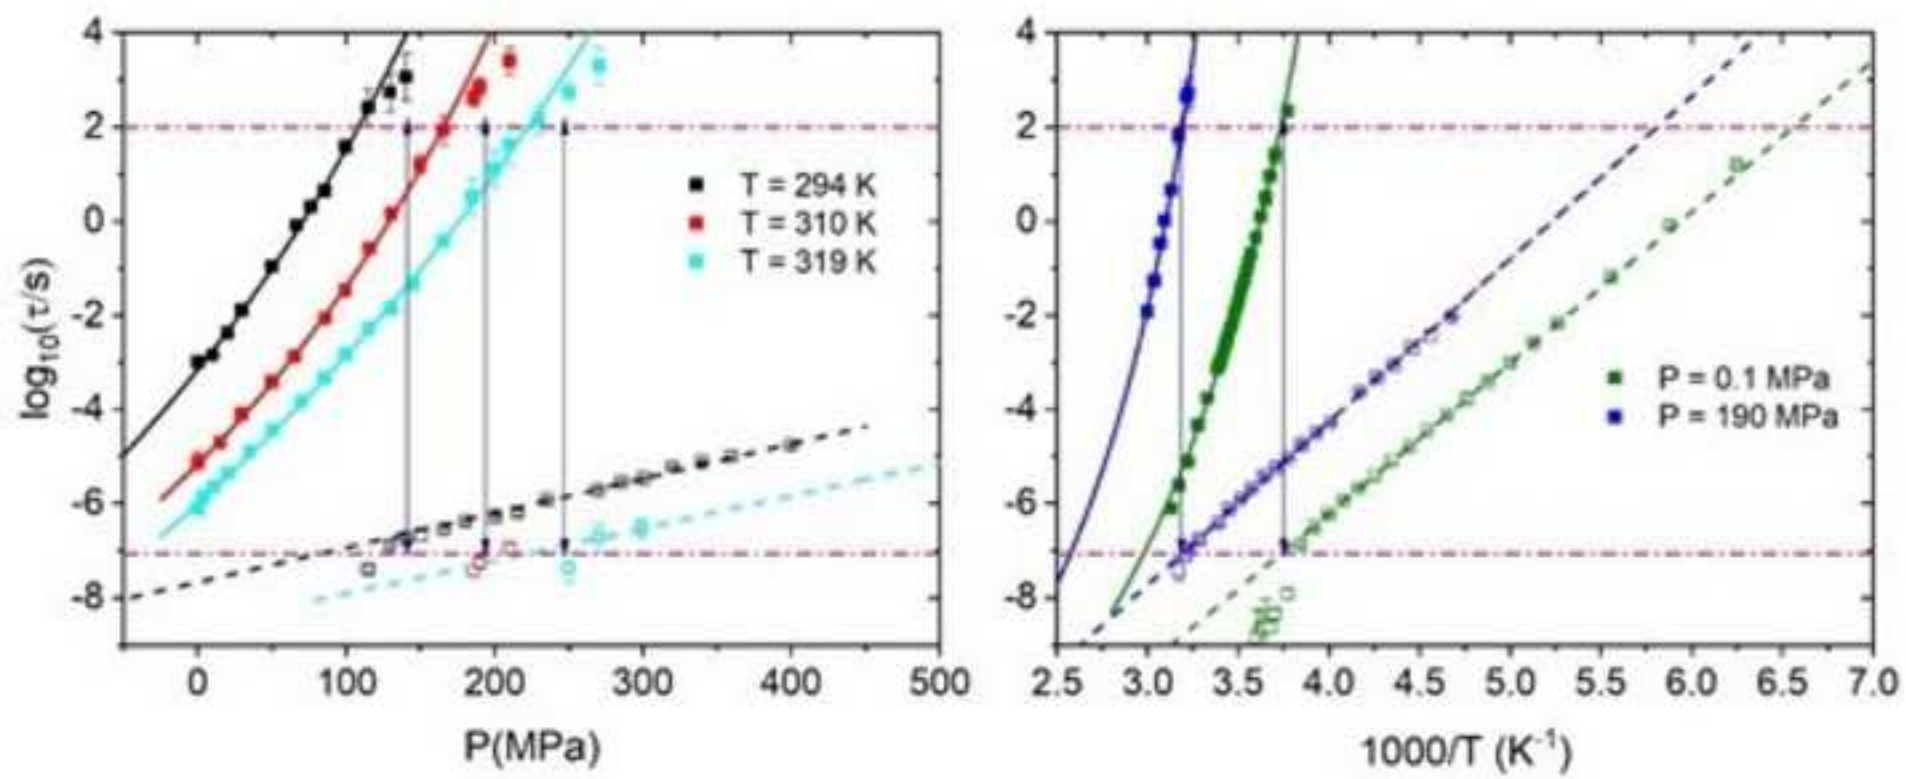 4
2
0
-2
-4
-6
-8
log10(τ/s)
T = 294 K
T = 310 K
T = 319 K
0 100 200 300 400 500
P(MPa)
4
2
0
-2
-4
-6
-8
P = 0.1 MPa
P = 190 MPa
2.5 3.0 3.5 4.0 4.5 5.0 5.5 6.0 6.5 7.0
1000/T (K-1)